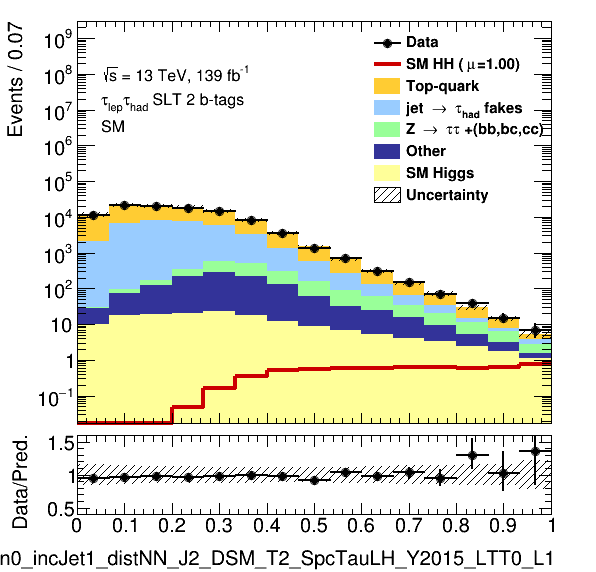 Events / 0.07
10⁹
10⁸
10⁷
10⁶
10⁵
10⁴
10³
10²
10
1
10⁻¹
√s = 13 TeV, 139 fb⁻¹
τlepτhad SLT 2 b-tags
SM
Data
SM HH ( μ=1.00)
Top-quark
jet → τhad fakes
Z → ττ +(bb,bc,cc)
Other
SM Higgs
Uncertainty
Data/Pred.
1.5
1
0.5
0 0.1 0.2 0.3 0.4 0.5 0.6 0.7 0.8 0.9 1
n0_incJet1_distNN_J2_DSM_T2_SpcTauLH_Y2015_LTT0_L1